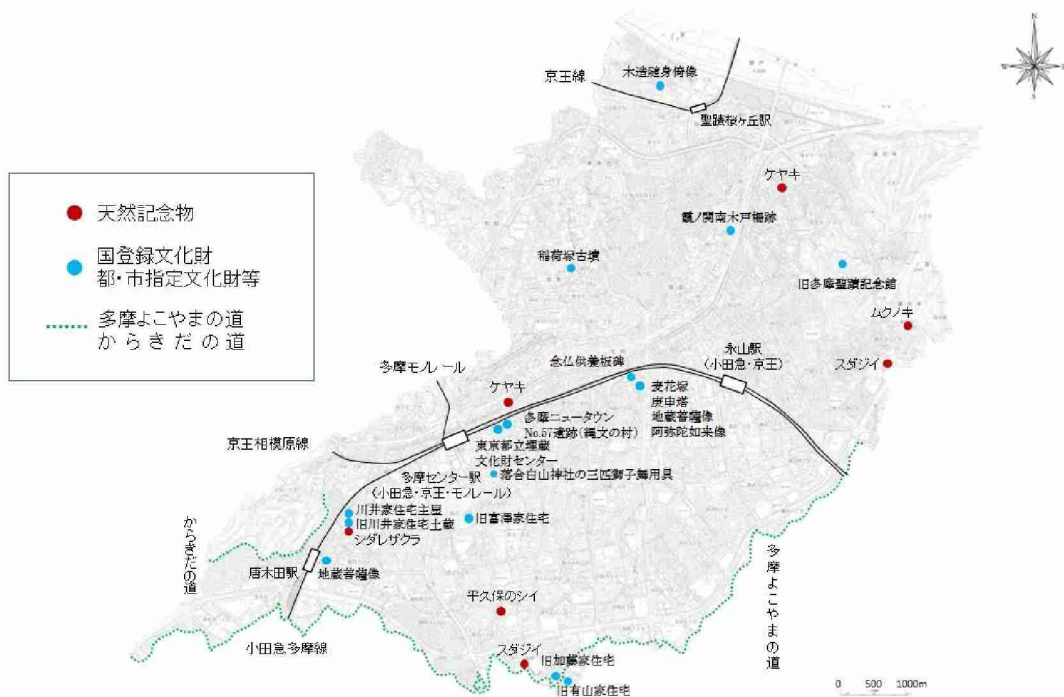 N
京王線
木造随身倚像
聖蹟桜ヶ丘駅
天然記念物
国登録文化財
都・市指定文化財等
多摩よこやまの道
からきだの道
ケヤキ
霞ノ関南木戸柵跡
稲荷塚古墳
旧多摩聖蹟記念館
ムクノキ
スダジイ
永山駅
(小田急・京王)
念仏供養板碑
麦花塚
庚申塔
地蔵菩薩像
阿弥陀如来像
多摩モノレール
ケヤキ
多摩ニュータウン
No.57遺跡(縄文の村)
東京都立埋蔵
文化財センター
京王相模原線
多摩センター駅
(小田急・京王・モノレール)
落合白山神社の三匹獅子舞用具
川井家住宅主屋
旧川井家住宅土蔵
シダレザクラ
旧富澤家住宅
からきだの道
唐木田駅
地蔵菩薩像
小田急多摩線
平久保のシイ
多摩よこやまの道
スダジイ
旧加藤家住宅
旧有山家住宅
0 500 1000m